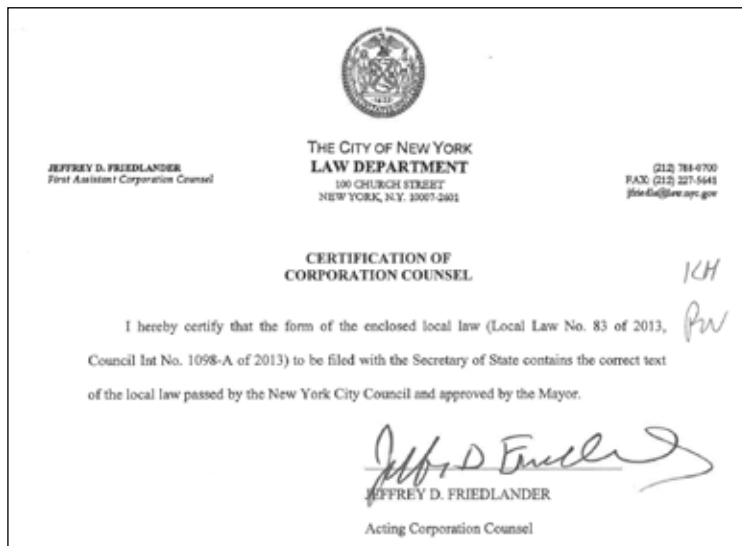 THE CITY OF NEW YORK
LAW DEPARTMENT
100 CHURCH STREET
NEW YORK, N.Y. 10007-2601
JEFFREY D. FRIEDLANDER
First Assistant Corporation Counsel
(212) 788-0700
FAX: (212) 227-5641
jfriedla@law.nyc.gov
CERTIFICATION OF
CORPORATION COUNSEL
KH
PW
I hereby certify that the form of the enclosed local law (Local Law No. 83 of 2013,
Council Int No. 1098-A of 2013) to be filed with the Secretary of State contains the correct text
of the local law passed by the New York City Council and approved by the Mayor.
JEFFREY D. FRIEDLANDER
Acting Corporation Counsel